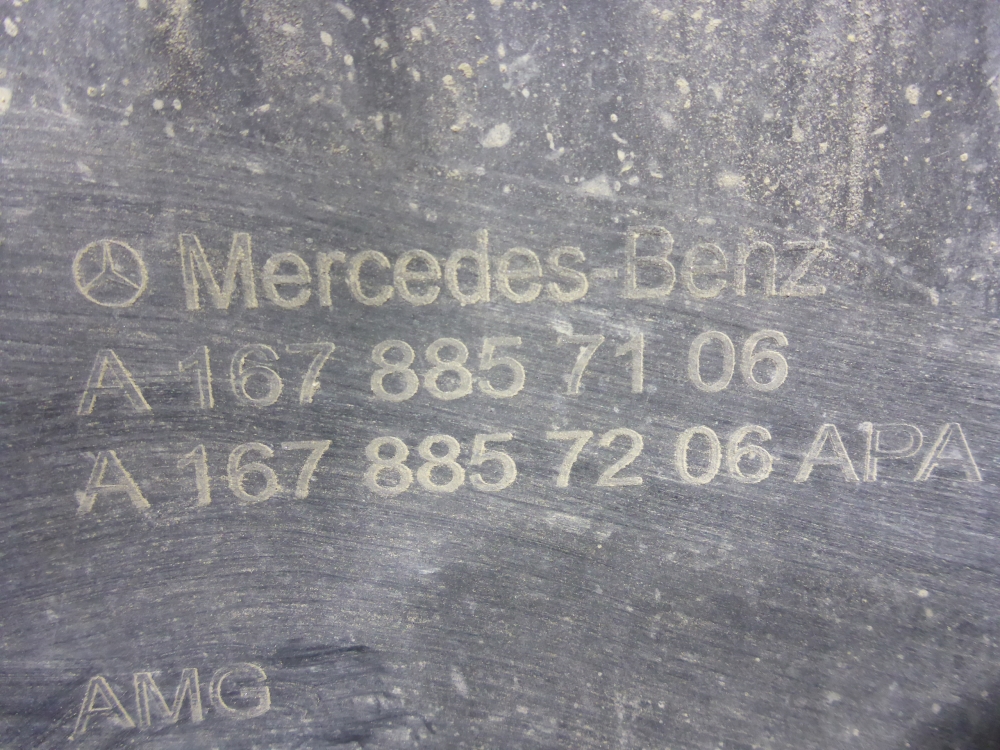 Mercedes-Benz
A 167 885 71 06
A 167 885 72 06 APA
AMG